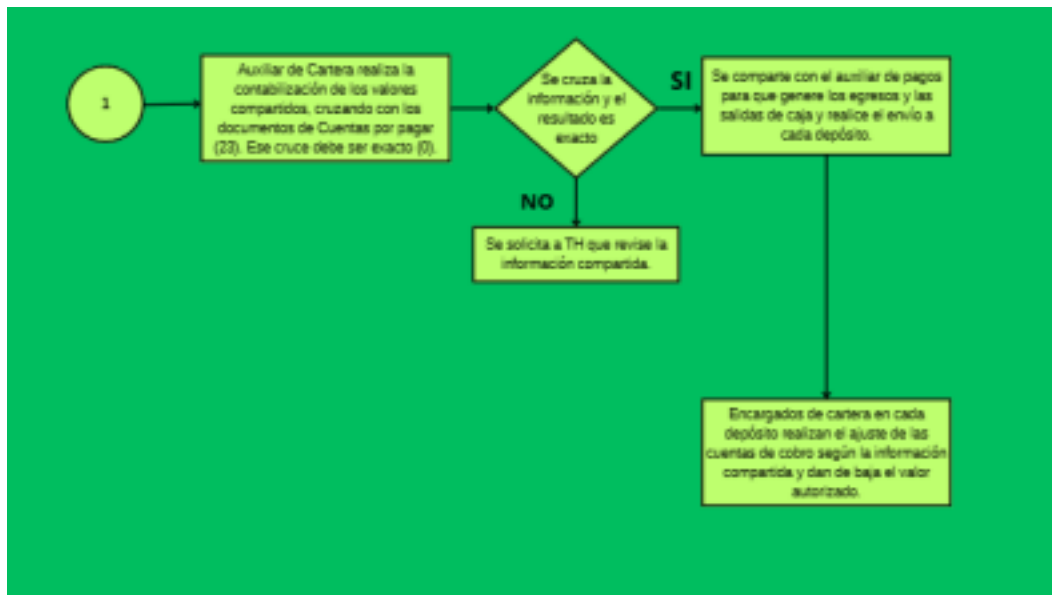 1
Auxiliar de Cartera realiza la
contabilización de los valores
compartidos, cruzando con los
documentos de Cuentas por pagar
(23). Ese cruce debe ser exacto (0).
Se cruza la
información y el
resultado es
exacto
SI
Se comparte con el auxiliar de pagos
para que genere los egresos y las
salidas de caja y realice el envío a
cada depósito.
NO
Se solicita a TH que revise la
información compartida.
Encargados de cartera en cada
depósito realizan el ajuste de las
cuentas de cobro según la información
compartida y dan de baja el valor
autorizado.